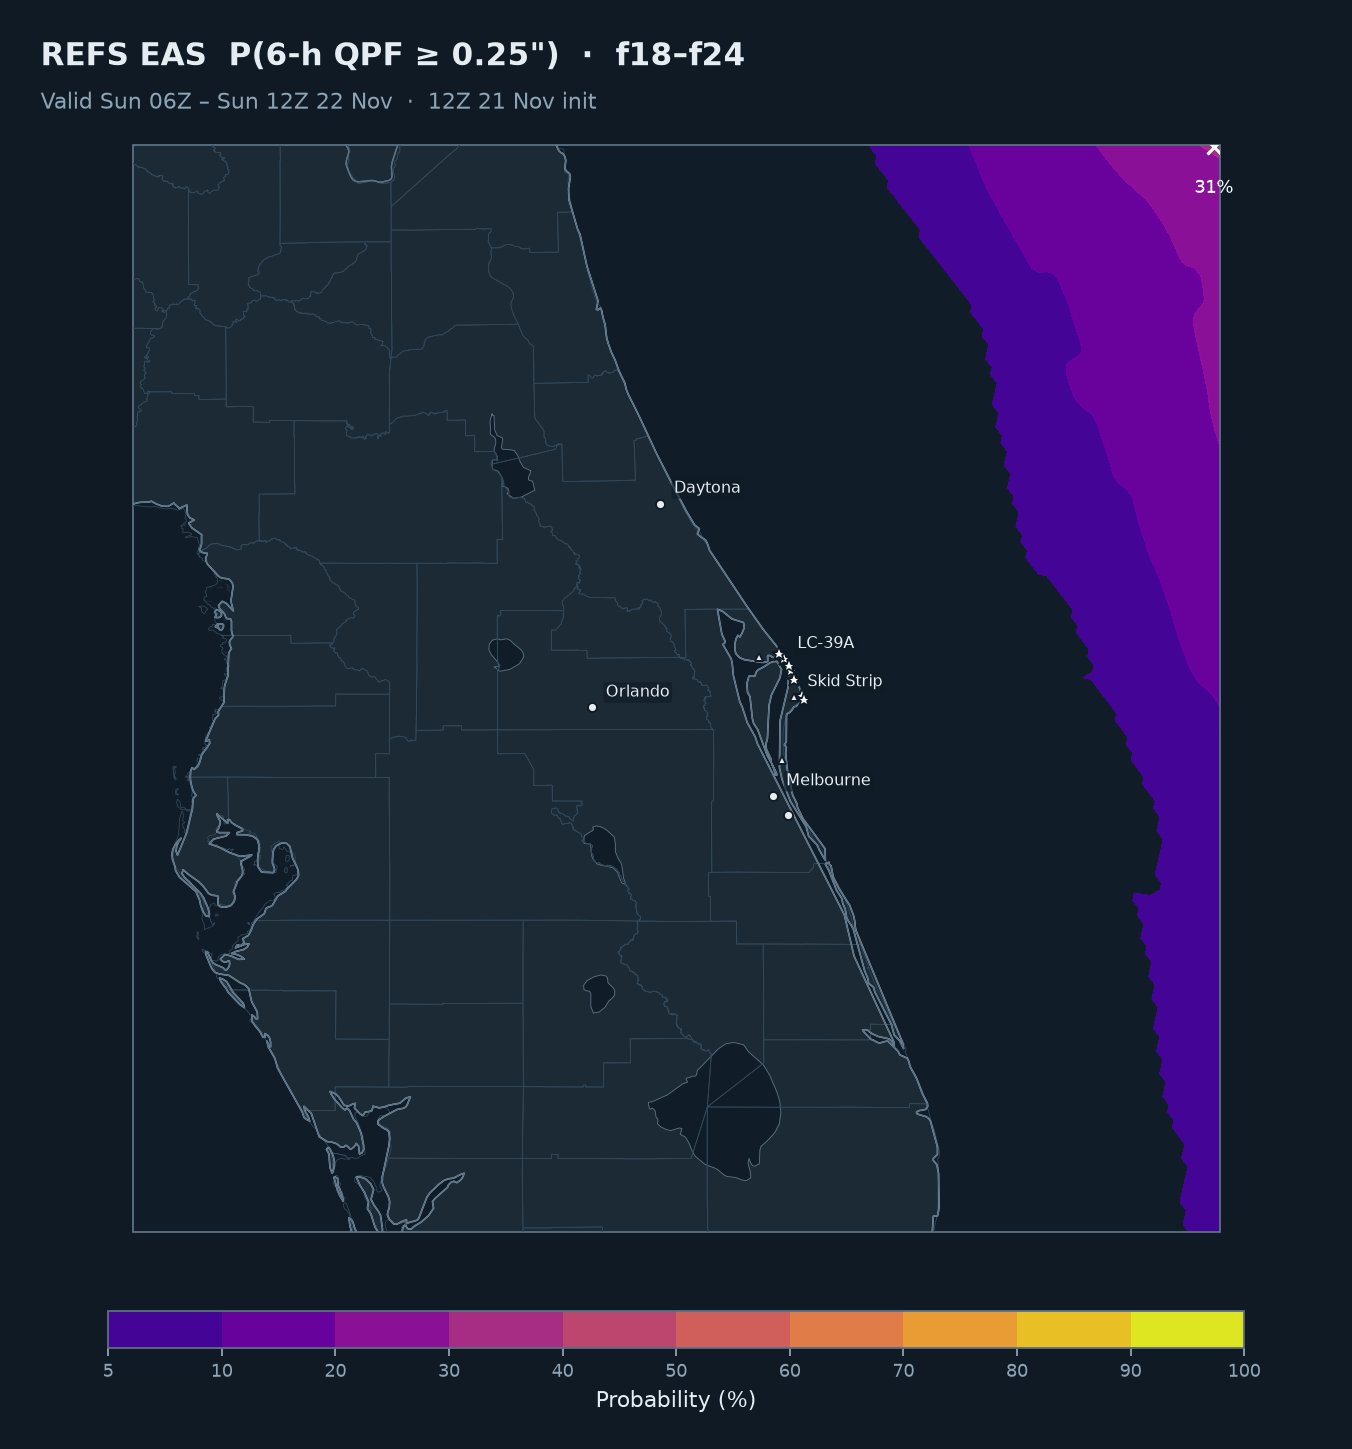 REFS EAS  P(6-h QPF ≥ 0.25")  ·  f18–f24
Valid Sun 06Z – Sun 12Z 22 Nov  ·  12Z 21 Nov init
31%
Daytona
LC-39A
Skid Strip
Orlando
Melbourne
5 10 20 30 40 50 60 70 80 90 100
Probability (%)